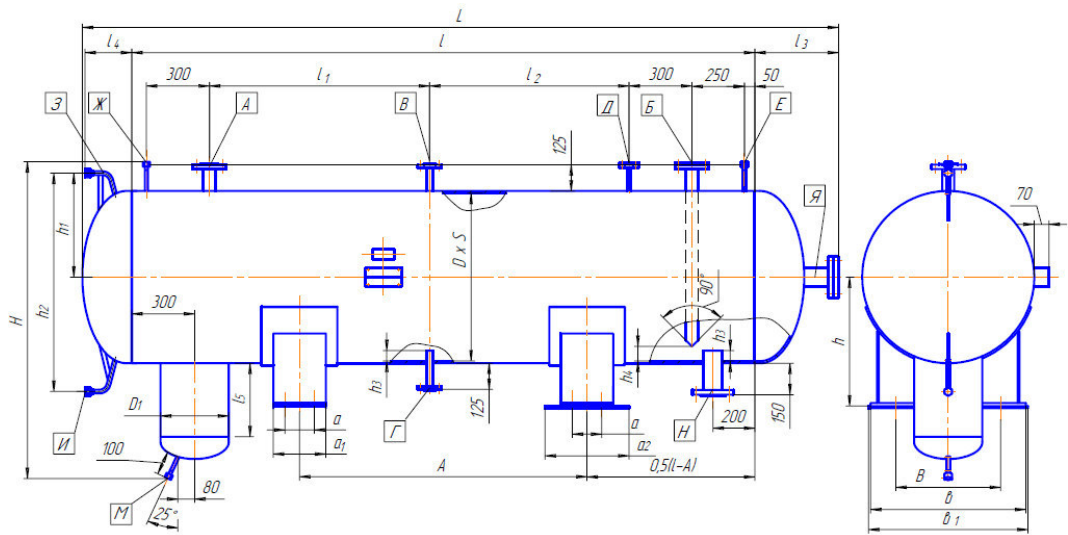 L
l4
l
l3
300
l1
l2
300
250
50
З
Ж
А
В
Д
Б
Е
125
70
Я
h1
h2
H
D x S
90°
300
h
h3
h4
h3
D1
l5
125
150
a
a1
Г
a
a2
Н
200
И
100
A
0,5(l-A)
B
80
М
25°
в
в1